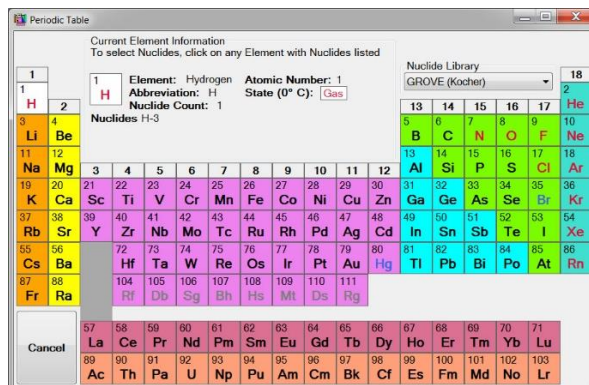 Periodic Table
Current Element Information
To select Nuclides, click on any Element with Nuclides listed
1 H
Element: Hydrogen Atomic Number: 1
Abbreviation: H State (0° C): Gas
Nuclide Count: 1
Nuclides H-3
Nuclide Library
GROVE (Kocher)
1 18
1 2
H 2 13 14 15 16 17 He
3 4 5 6 7 8 9 10
Li Be B C N O F Ne
11 12 13 14 15 16 17 18
Na Mg 3 4 5 6 7 8 9 10 11 12 Al Si P S Cl Ar
19 20 21 22 23 24 25 26 27 28 29 30 31 32 33 34 35 36
K Ca Sc Ti V Cr Mn Fe Co Ni Cu Zn Ga Ge As Se Br Kr
37 38 39 40 41 42 43 44 45 46 47 48 49 50 51 52 53 54
Rb Sr Y Zr Nb Mo Tc Ru Rh Pd Ag Cd In Sn Sb Te I Xe
55 56 72 73 74 75 76 77 78 79 80 81 82 83 84 85 86
Cs Ba Hf Ta W Re Os Ir Pt Au Hg Tl Pb Bi Po At Rn
87 88 104 105 106 107 108 109 110 111
Fr Ra Rf Db Sg Bh Hs Mt Ds Rg
57 58 59 60 61 62 63 64 65 66 67 68 69 70 71
La Ce Pr Nd Pm Sm Eu Gd Tb Dy Ho Er Tm Yb Lu
Cancel
89 90 91 92 93 94 95 96 97 98 99 100 101 102 103
Ac Th Pa U Np Pu Am Cm Bk Cf Es Fm Md No Lr